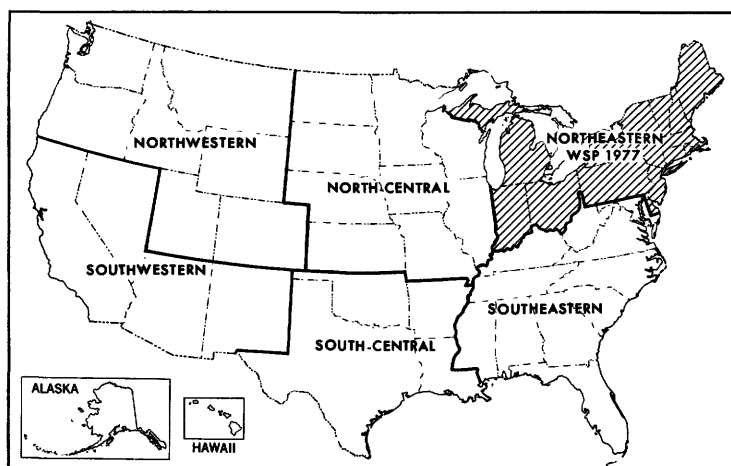 NORTHWESTERN
NORTHEASTERN
WSP 1977
NORTH-CENTRAL
SOUTHWESTERN
SOUTHEASTERN
SOUTH-CENTRAL
ALASKA
HAWAII